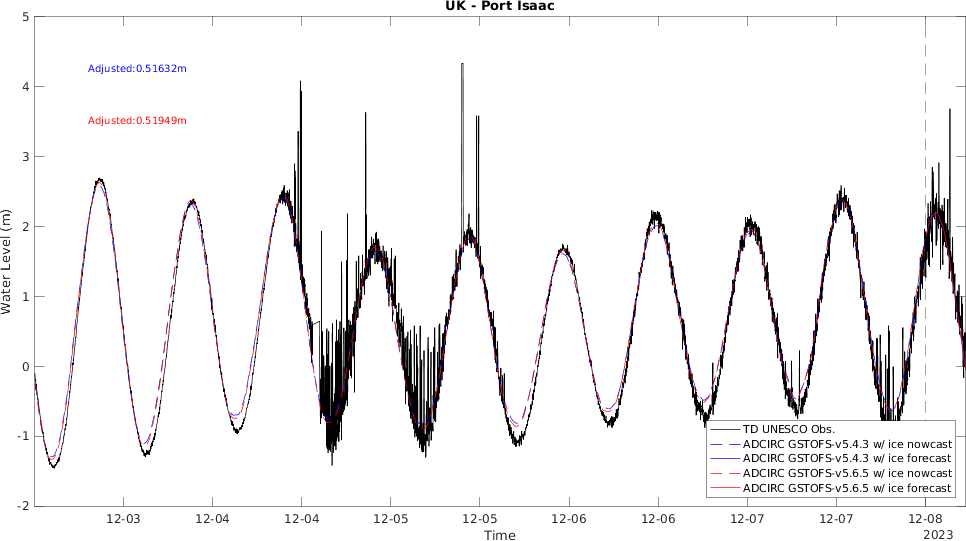 UK - Port Isaac
5
4
3
2
1
0
-1
-2
Water Level (m)
Adjusted:0.51632m
Adjusted:0.51949m
TD UNESCO Obs.
ADCIRC GSTOFS-v5.4.3 w/ ice nowcast
ADCIRC GSTOFS-v5.4.3 w/ ice forecast
ADCIRC GSTOFS-v5.6.5 w/ ice nowcast
ADCIRC GSTOFS-v5.6.5 w/ ice forecast
12-03 12-04 12-04 12-05 12-05 12-06 12-06 12-07 12-07 12-08
Time
2023